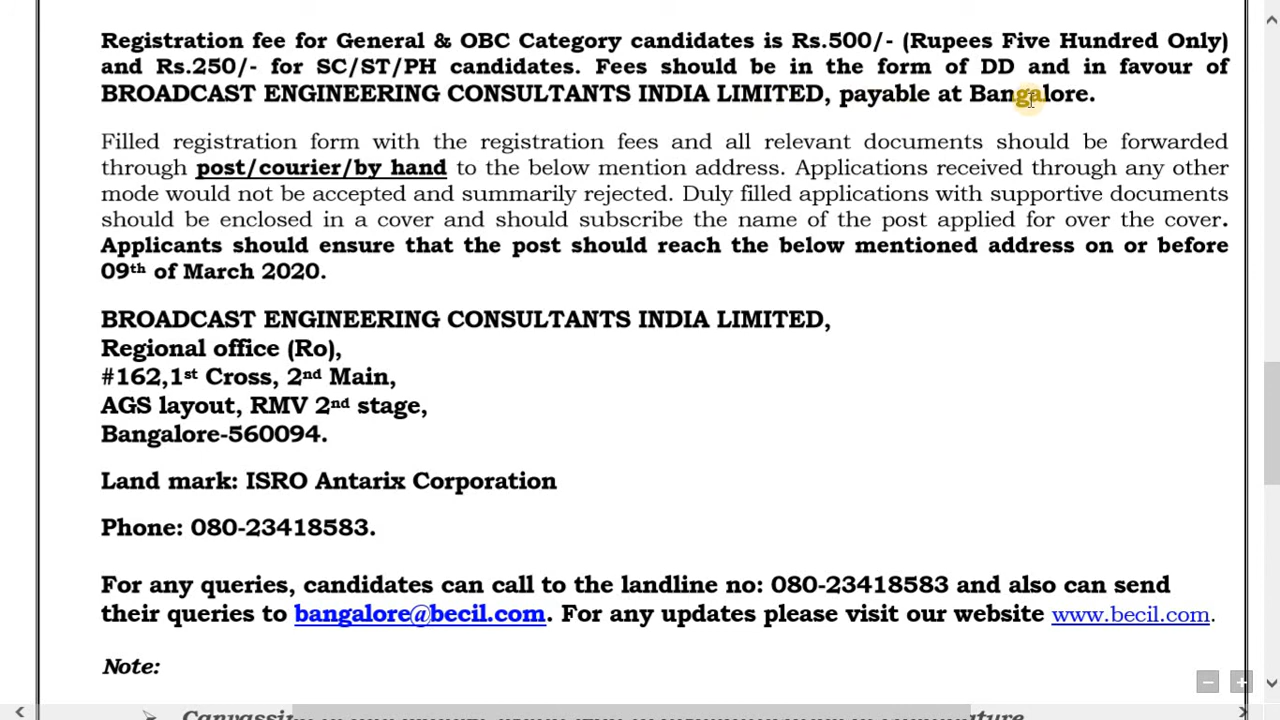 Registration fee for General & OBC Category candidates is Rs.500/- (Rupees Five Hundred Only)
and Rs.250/- for SC/ST/PH candidates. Fees should be in the form of DD and in favour of
BROADCAST ENGINEERING CONSULTANTS INDIA LIMITED, payable at Bangalore.
Filled registration form with the registration fees and all relevant documents should be forwarded
through post/courier/by hand to the below mention address. Applications received through any other
mode would not be accepted and summarily rejected. Duly filled applications with supportive documents
should be enclosed in a cover and should subscribe the name of the post applied for over the cover.
Applicants should ensure that the post should reach the below mentioned address on or before
09th of March 2020.
BROADCAST ENGINEERING CONSULTANTS INDIA LIMITED,
Regional office (Ro),
#162,1st Cross, 2nd Main,
AGS layout, RMV 2nd stage,
Bangalore-560094.
Land mark: ISRO Antarix Corporation
Phone: 080-23418583.
For any queries, candidates can call to the landline no: 080-23418583 and also can send
their queries to bangalore@becil.com. For any updates please visit our website www.becil.com.
Note: